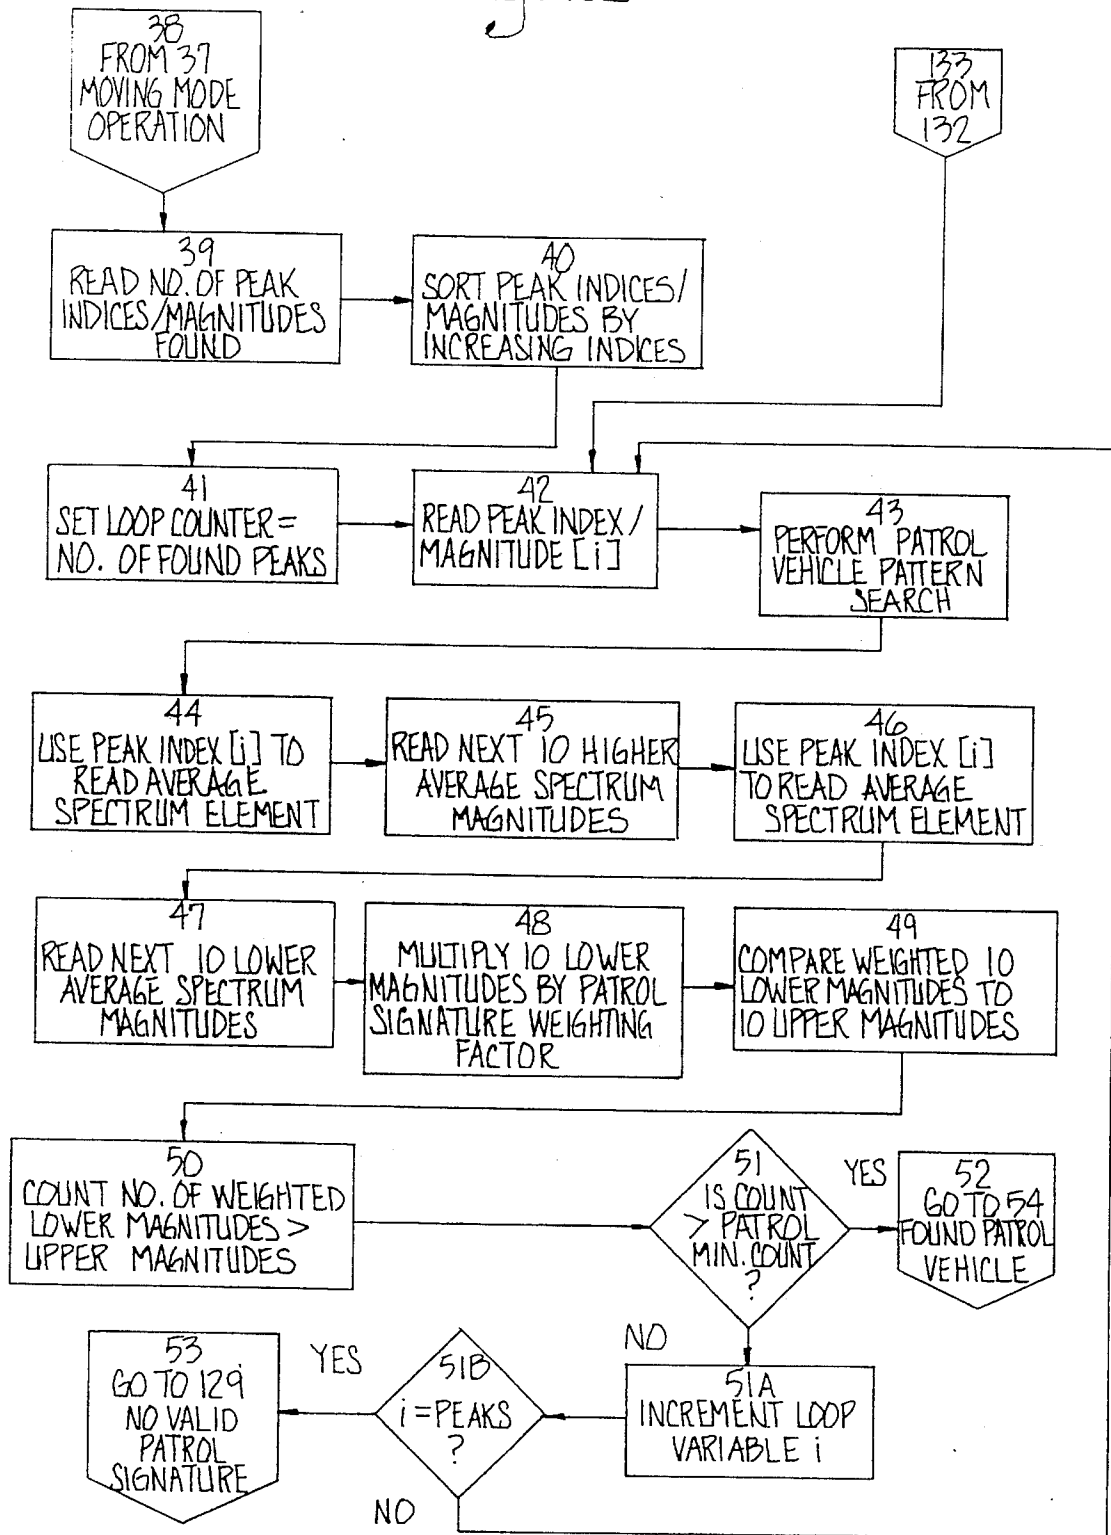 38
FROM 37
MOVING MODE
OPERATION
133
FROM
132
39
READ NO. OF PEAK
INDICES/MAGNITUDES
FOUND
40
SORT PEAK INDICES/
MAGNITUDES BY
INCREASING INDICES
41
SET LOOP COUNTER =
NO. OF FOUND PEAKS
42
READ PEAK INDEX/
MAGNITUDE [i]
43
PERFORM PATROL
VEHICLE PATTERN
SEARCH
44
USE PEAK INDEX [i] TO
READ AVERAGE
SPECTRUM ELEMENT
45
READ NEXT 10 HIGHER
AVERAGE SPECTRUM
MAGNITUDES
46
USE PEAK INDEX [i]
TO READ AVERAGE
SPECTRUM ELEMENT
47
READ NEXT 10 LOWER
AVERAGE SPECTRUM
MAGNITUDES
48
MULTIPLY 10 LOWER
MAGNITUDES BY PATROL
SIGNATURE WEIGHTING
FACTOR
49
COMPARE WEIGHTED 10
LOWER MAGNITUDES TO
10 UPPER MAGNITUDES
50
COUNT NO. OF WEIGHTED
LOWER MAGNITUDES >
UPPER MAGNITUDES
51
IS COUNT
> PATROL
MIN. COUNT
?
YES
52
GO TO 54
FOUND PATROL
VEHICLE
NO
51A
INCREMENT LOOP
VARIABLE i
51B
i = PEAKS
?
YES
53
GO TO 129
NO VALID
PATROL
SIGNATURE
NO